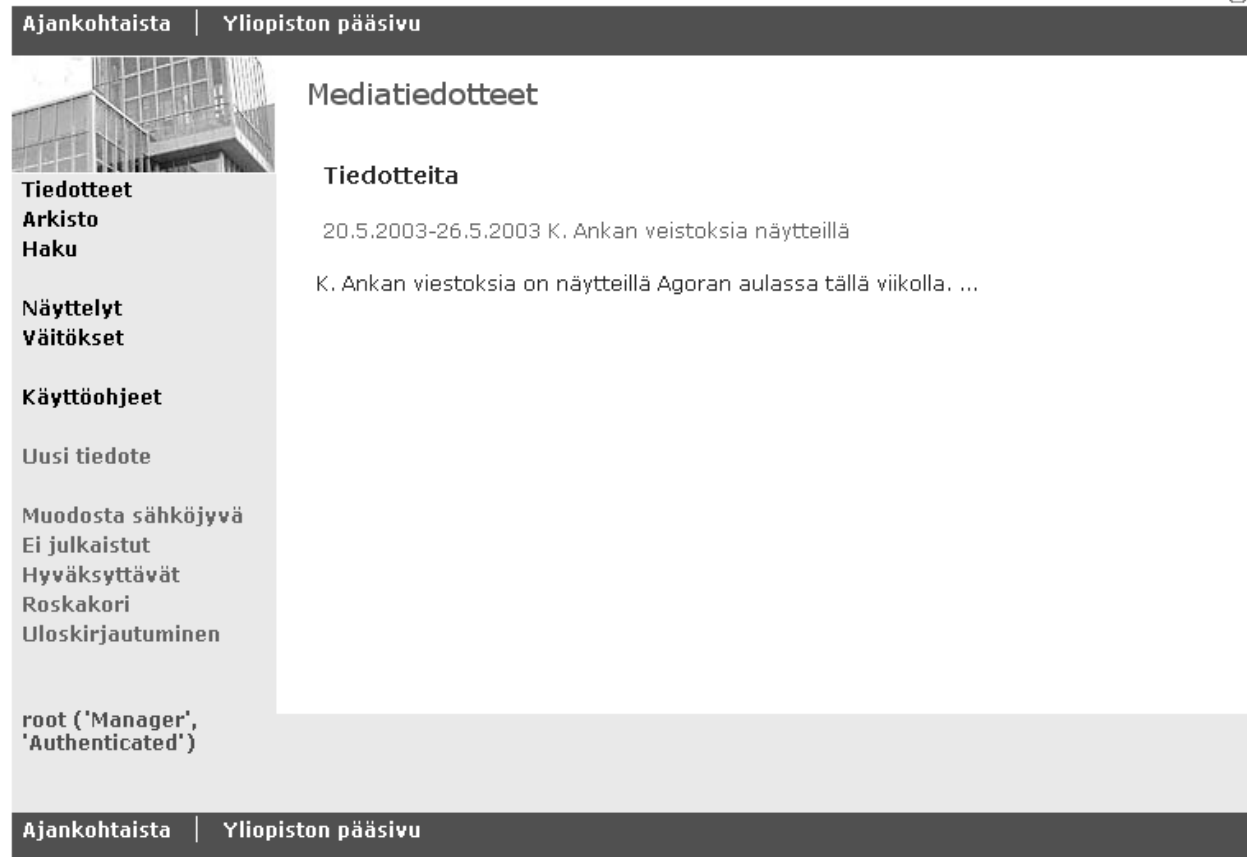 Ajankohtaista | Yliopiston pääsivu
Mediatiedotteet
Tiedotteita
20.5.2003-26.5.2003 K. Ankan veistoksia näytteillä
K. Ankan viestoksia on näytteillä Agoran aulassa tällä viikolla. ...
Tiedotteet
Arkisto
Haku
Näyttelyt
Väitökset
Käyttöohjeet
Uusi tiedote
Muodosta sähköjyvä
Ei julkaistut
Hyväksyttävät
Roskakori
Uloskirjautuminen
root ('Manager',
'Authenticated')
Ajankohtaista | Yliopiston pääsivu